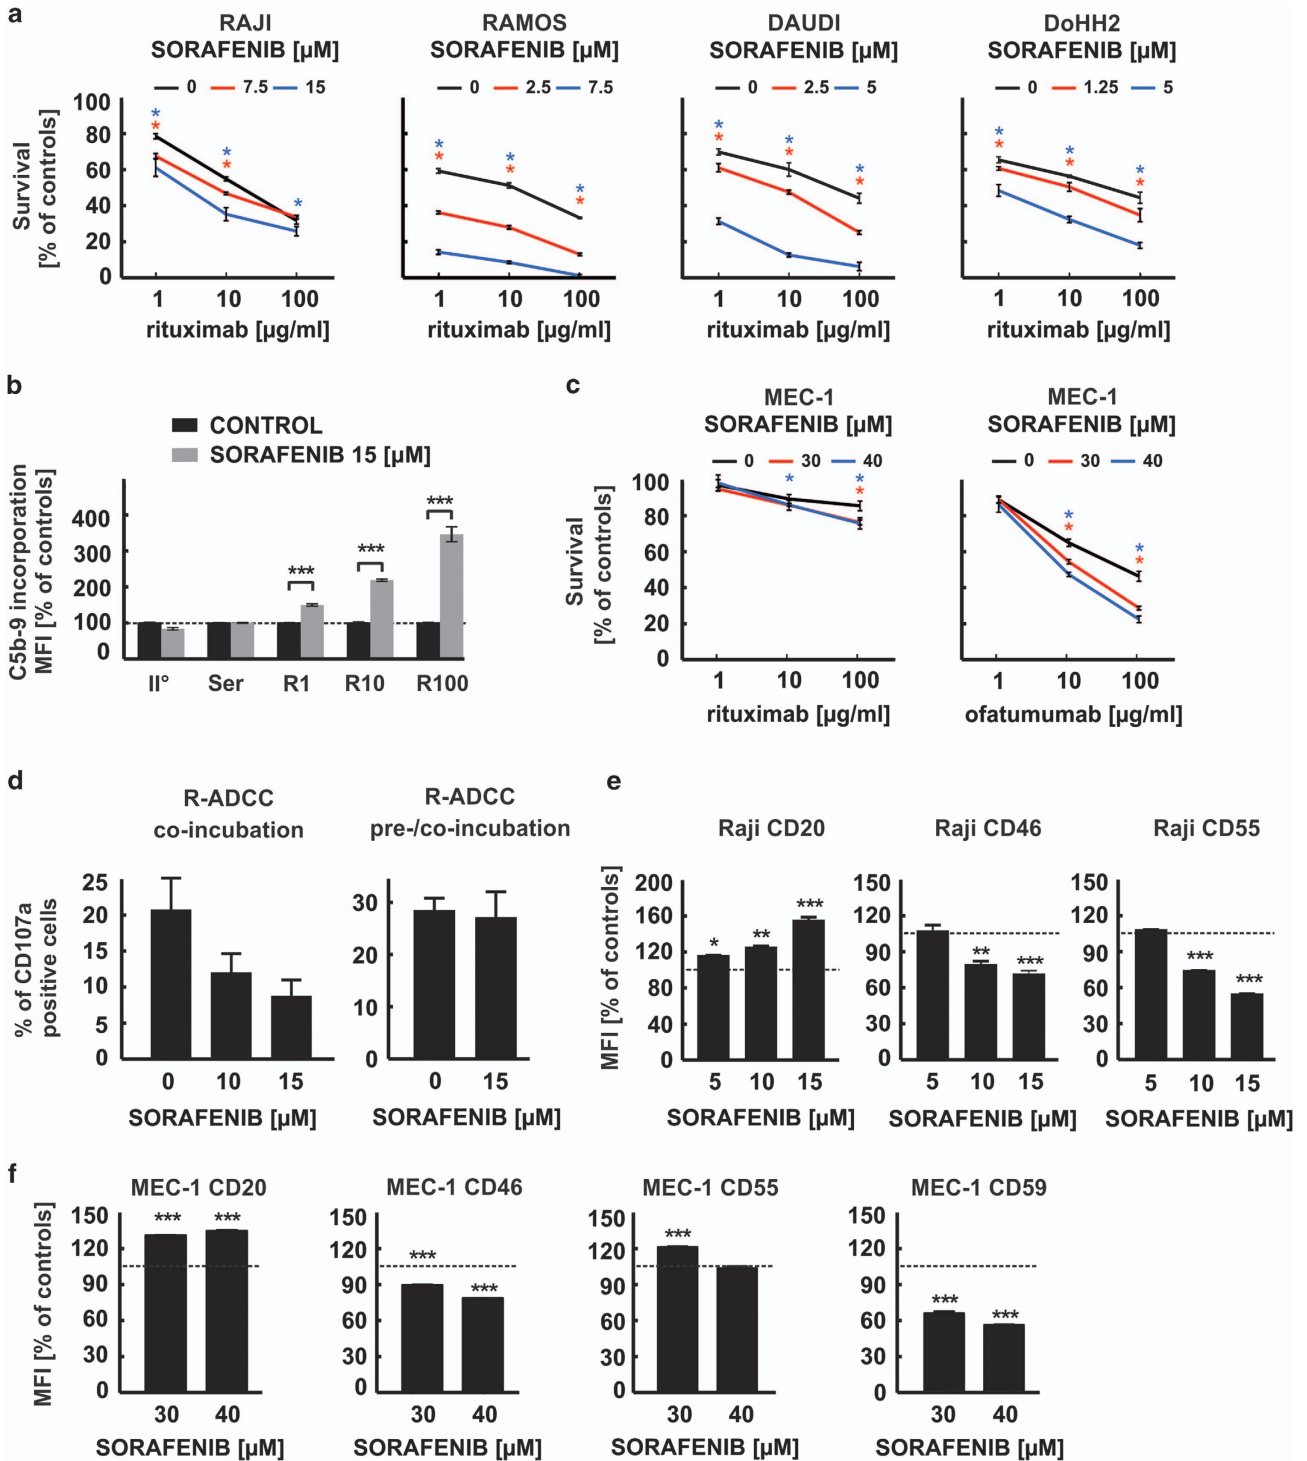 a
RAJI
SORAFENIB [µM]
0 7.5 15
RAMOS
SORAFENIB [µM]
0 2.5 7.5
DAUDI
SORAFENIB [µM]
0 2.5 5
DoHH2
SORAFENIB [µM]
0 1.25 5
Survival
[% of controls]
100
80
60
40
20
0
* * * * *
* * * * * *
* * * * * *
* * * * * *
1 10 100
rituximab [µg/ml]
1 10 100
rituximab [µg/ml]
1 10 100
rituximab [µg/ml]
1 10 100
rituximab [µg/ml]
b
CONTROL
SORAFENIB 15 [µM]
C5b-9 incorporation
MFI [% of controls]
400
300
200
100
0
*** *** ***
II° Ser R1 R10 R100
c
MEC-1
SORAFENIB [µM]
0 30 40
MEC-1
SORAFENIB [µM]
0 30 40
Survival
[% of controls]
100
80
60
40
20
0
* * *
* * * *
1 10 100
rituximab [µg/ml]
1 10 100
ofatumumab [µg/ml]
d
R-ADCC
co-incubation
% of CD107a
positive cells
25
20
15
10
5
0
0 10 15
SORAFENIB [µM]
R-ADCC
pre-/co-incubation
30
20
10
0
0 15
SORAFENIB [µM]
e
Raji CD20
MFI [% of controls]
200
160
120
80
40
0
* ** ***
5 10 15
SORAFENIB [µM]
Raji CD46
150
120
90
60
30
0
** ***
5 10 15
SORAFENIB [µM]
Raji CD55
150
120
90
60
30
0
*** ***
5 10 15
SORAFENIB [µM]
f
MEC-1 CD20
MFI [% of controls]
150
120
90
60
30
0
*** ***
30 40
SORAFENIB [µM]
MEC-1 CD46
150
120
90
60
30
0
*** ***
30 40
SORAFENIB [µM]
MEC-1 CD55
150
120
90
60
30
0
***
30 40
SORAFENIB [µM]
MEC-1 CD59
150
120
90
60
30
0
*** ***
30 40
SORAFENIB [µM]